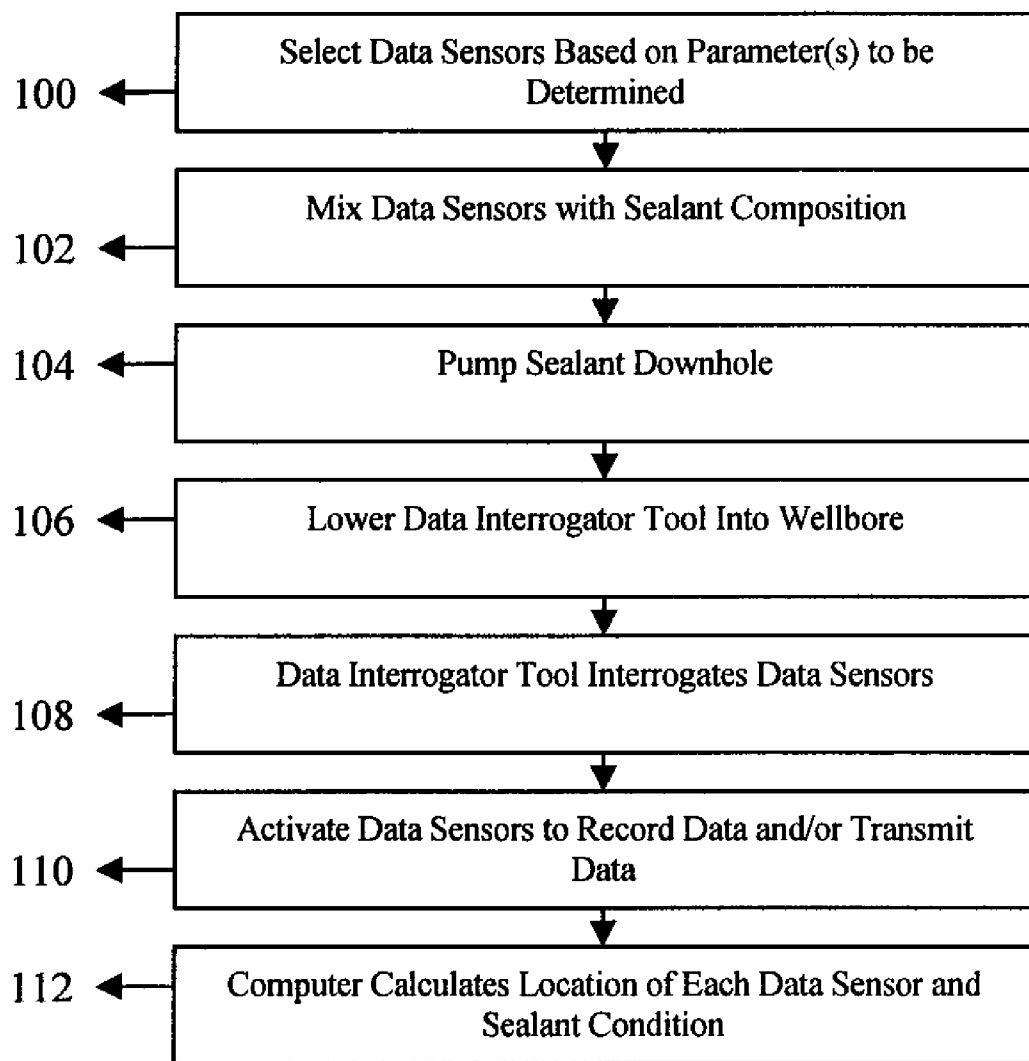 Select Data Sensors Based on Parameter(s) to be
Determined
100
Mix Data Sensors with Sealant Composition
102
Pump Sealant Downhole
104
Lower Data Interrogator Tool Into Wellbore
106
Data Interrogator Tool Interrogates Data Sensors
108
Activate Data Sensors to Record Data and/or Transmit
Data
110
Computer Calculates Location of Each Data Sensor and
Sealant Condition
112